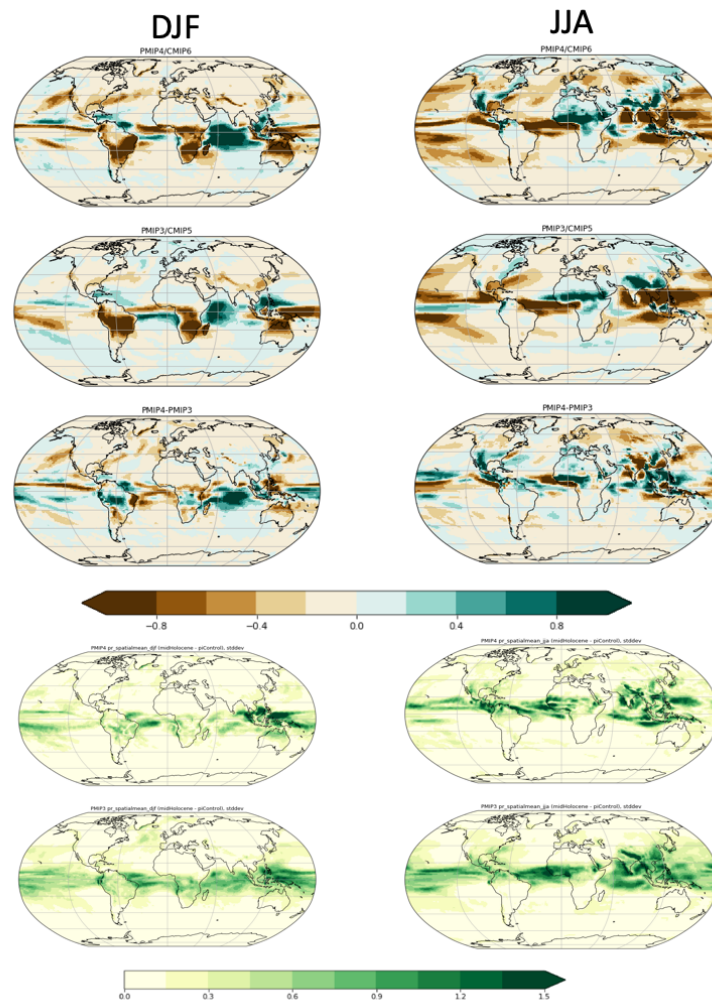 DJF JJA
PMIP4/CMIP6 PMIP4/CMIP6
PMIP3/CMIP5 PMIP3/CMIP5
PMIP4-PMIP3 PMIP4-PMIP3
−0.8 −0.4 0.0 0.4 0.8
PMIP4 pr_spatialmean_djf (midHolocene - piControl), stddev PMIP4 pr_spatialmean_jja (midHolocene - piControl), stddev
PMIP3 pr_spatialmean_djf (midHolocene - piControl), stddev PMIP3 pr_spatialmean_jja (midHolocene - piControl), stddev
0.0 0.3 0.6 0.9 1.2 1.5